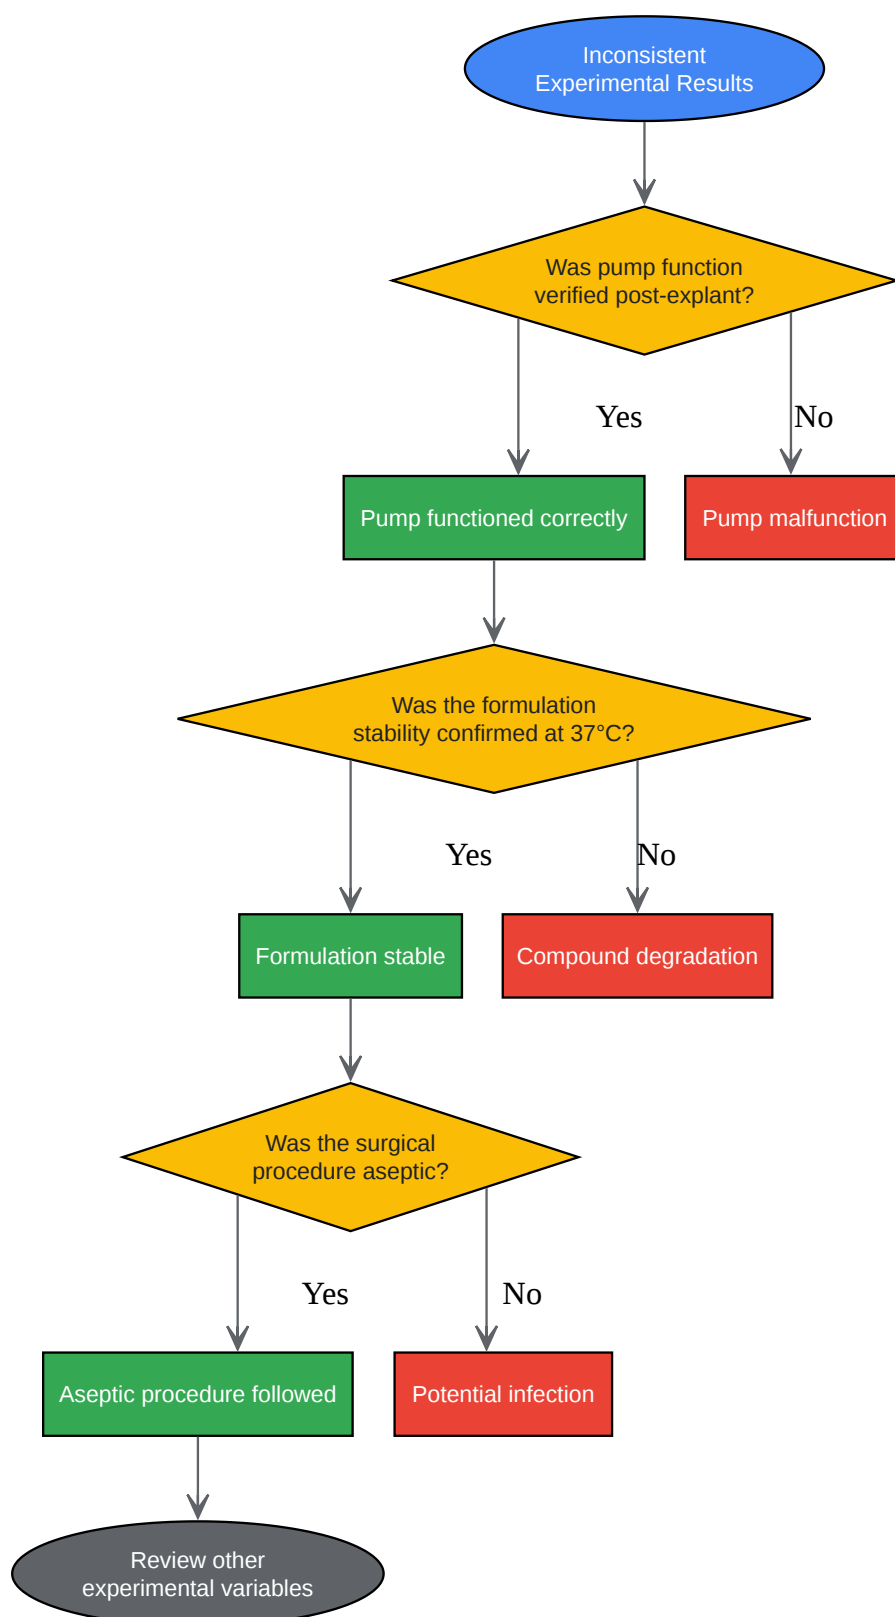 Inconsistent
Experimental Results
Was pump function
verified post-explant?
Yes
No
Pump functioned correctly
Pump malfunction
Was the formulation
stability confirmed at 37°C?
Yes
No
Formulation stable
Compound degradation
Was the surgical
procedure aseptic?
Yes
No
Aseptic procedure followed
Potential infection
Review other
experimental variables